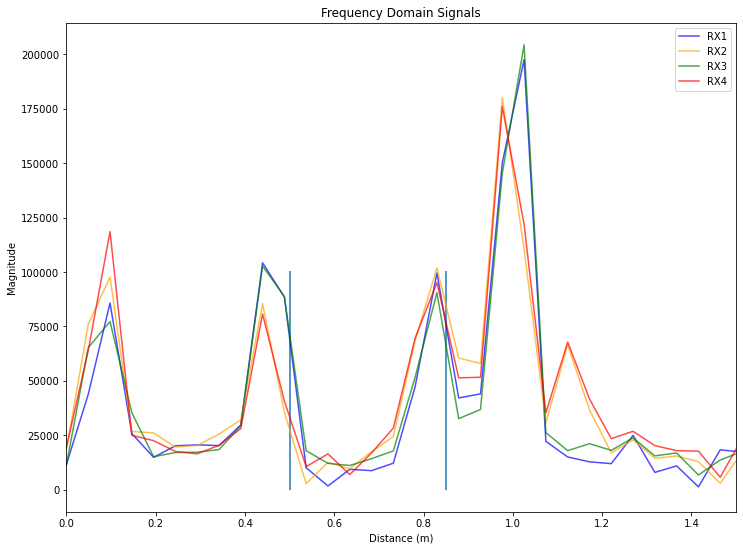 Frequency Domain Signals
RX1
RX2
RX3
RX4
200000
175000
150000
125000
100000
75000
50000
25000
0
Magnitude
0.0 0.2 0.4 0.6 0.8 1.0 1.2 1.4
Distance (m)